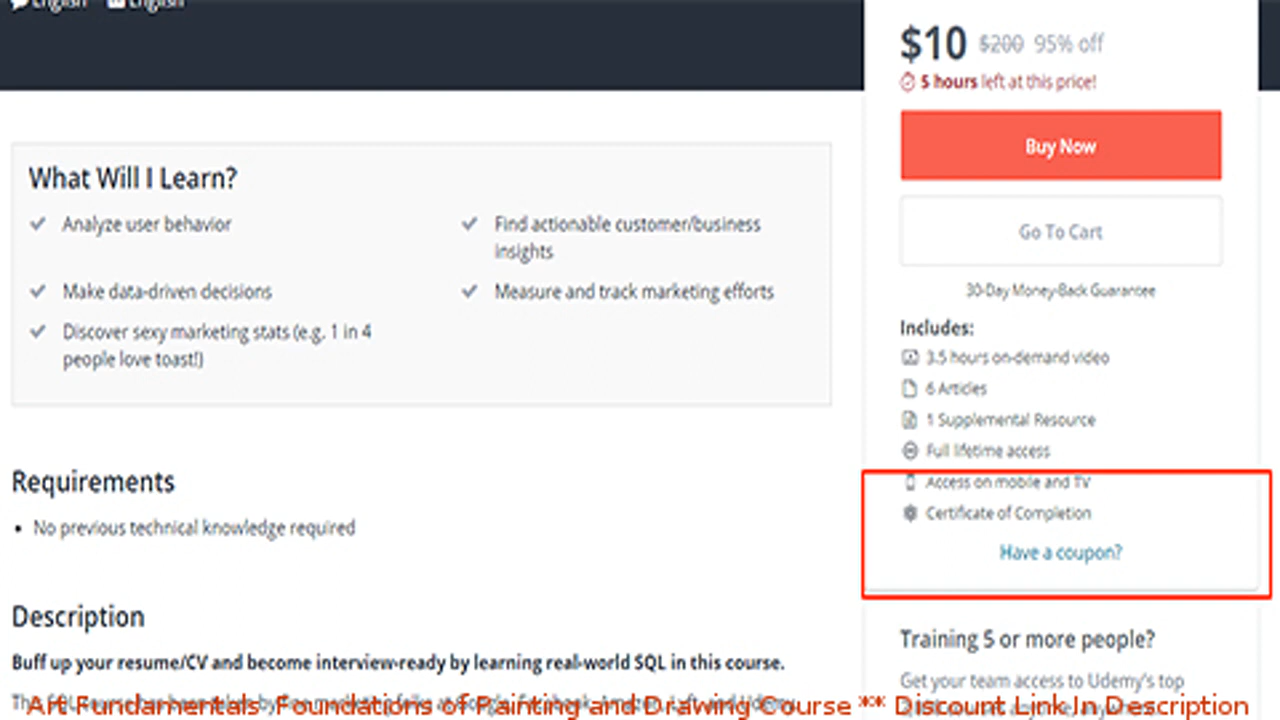 English English
What Will I Learn?
Analyze user behavior
Find actionable customer/business
insights
Make data-driven decisions
Measure and track marketing efforts
Discover sexy marketing stats (e.g. 1 in 4
people love toast!)
Requirements
• No previous technical knowledge required
Description
Buff up your resume/CV and become interview-ready by learning real-world SQL in this course.
$10 $200 95% off
5 hours left at this price!
Buy Now
Go To Cart
30-Day Money-Back Guarantee
Includes:
3.5 hours on-demand video
6 Articles
1 Supplemental Resource
Full lifetime access
Access on mobile and TV
Certificate of Completion
Have a coupon?
Training 5 or more people?
Get your team access to Udemy's top
Art Fundamentals Foundations of Painting and Drawing Course ** Discount Link In Description